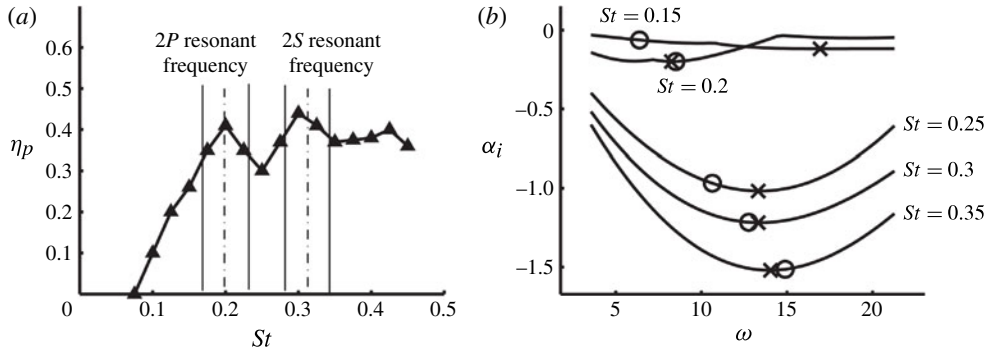 (a)
2P resonant
frequency
2S resonant
frequency
0.6
0.5
0.4
0.3
0.2
0.1
0
ηp
0.1
0.2
0.3
0.4
0.5
St
(b)
0
−0.5
−1.0
−1.5
αi
St = 0.15
St = 0.2
St = 0.25
St = 0.3
St = 0.35
5
10
15
20
ω